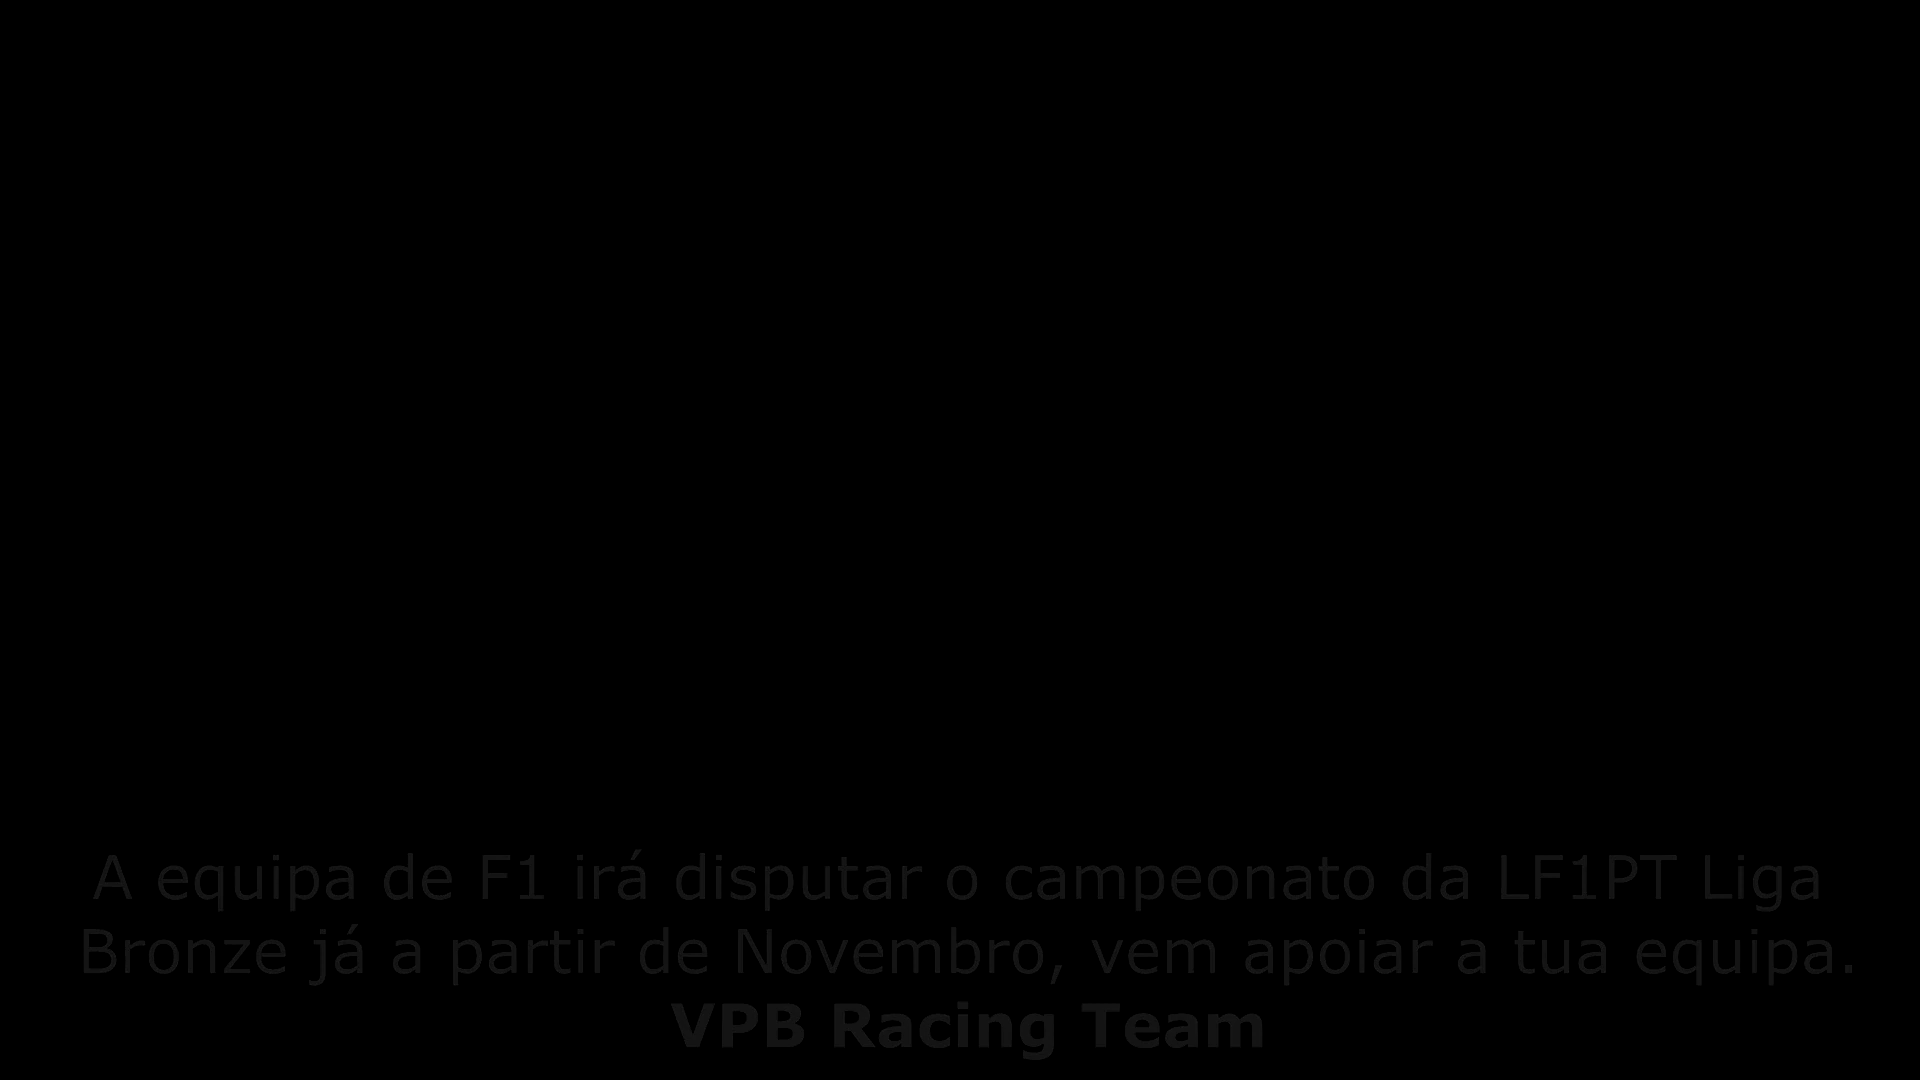 A equipa de F1 irá disputar o campeonato da LF1PT Liga
Bronze já a partir de Novembro, vem apoiar a tua equipa.
VPB Racing Team